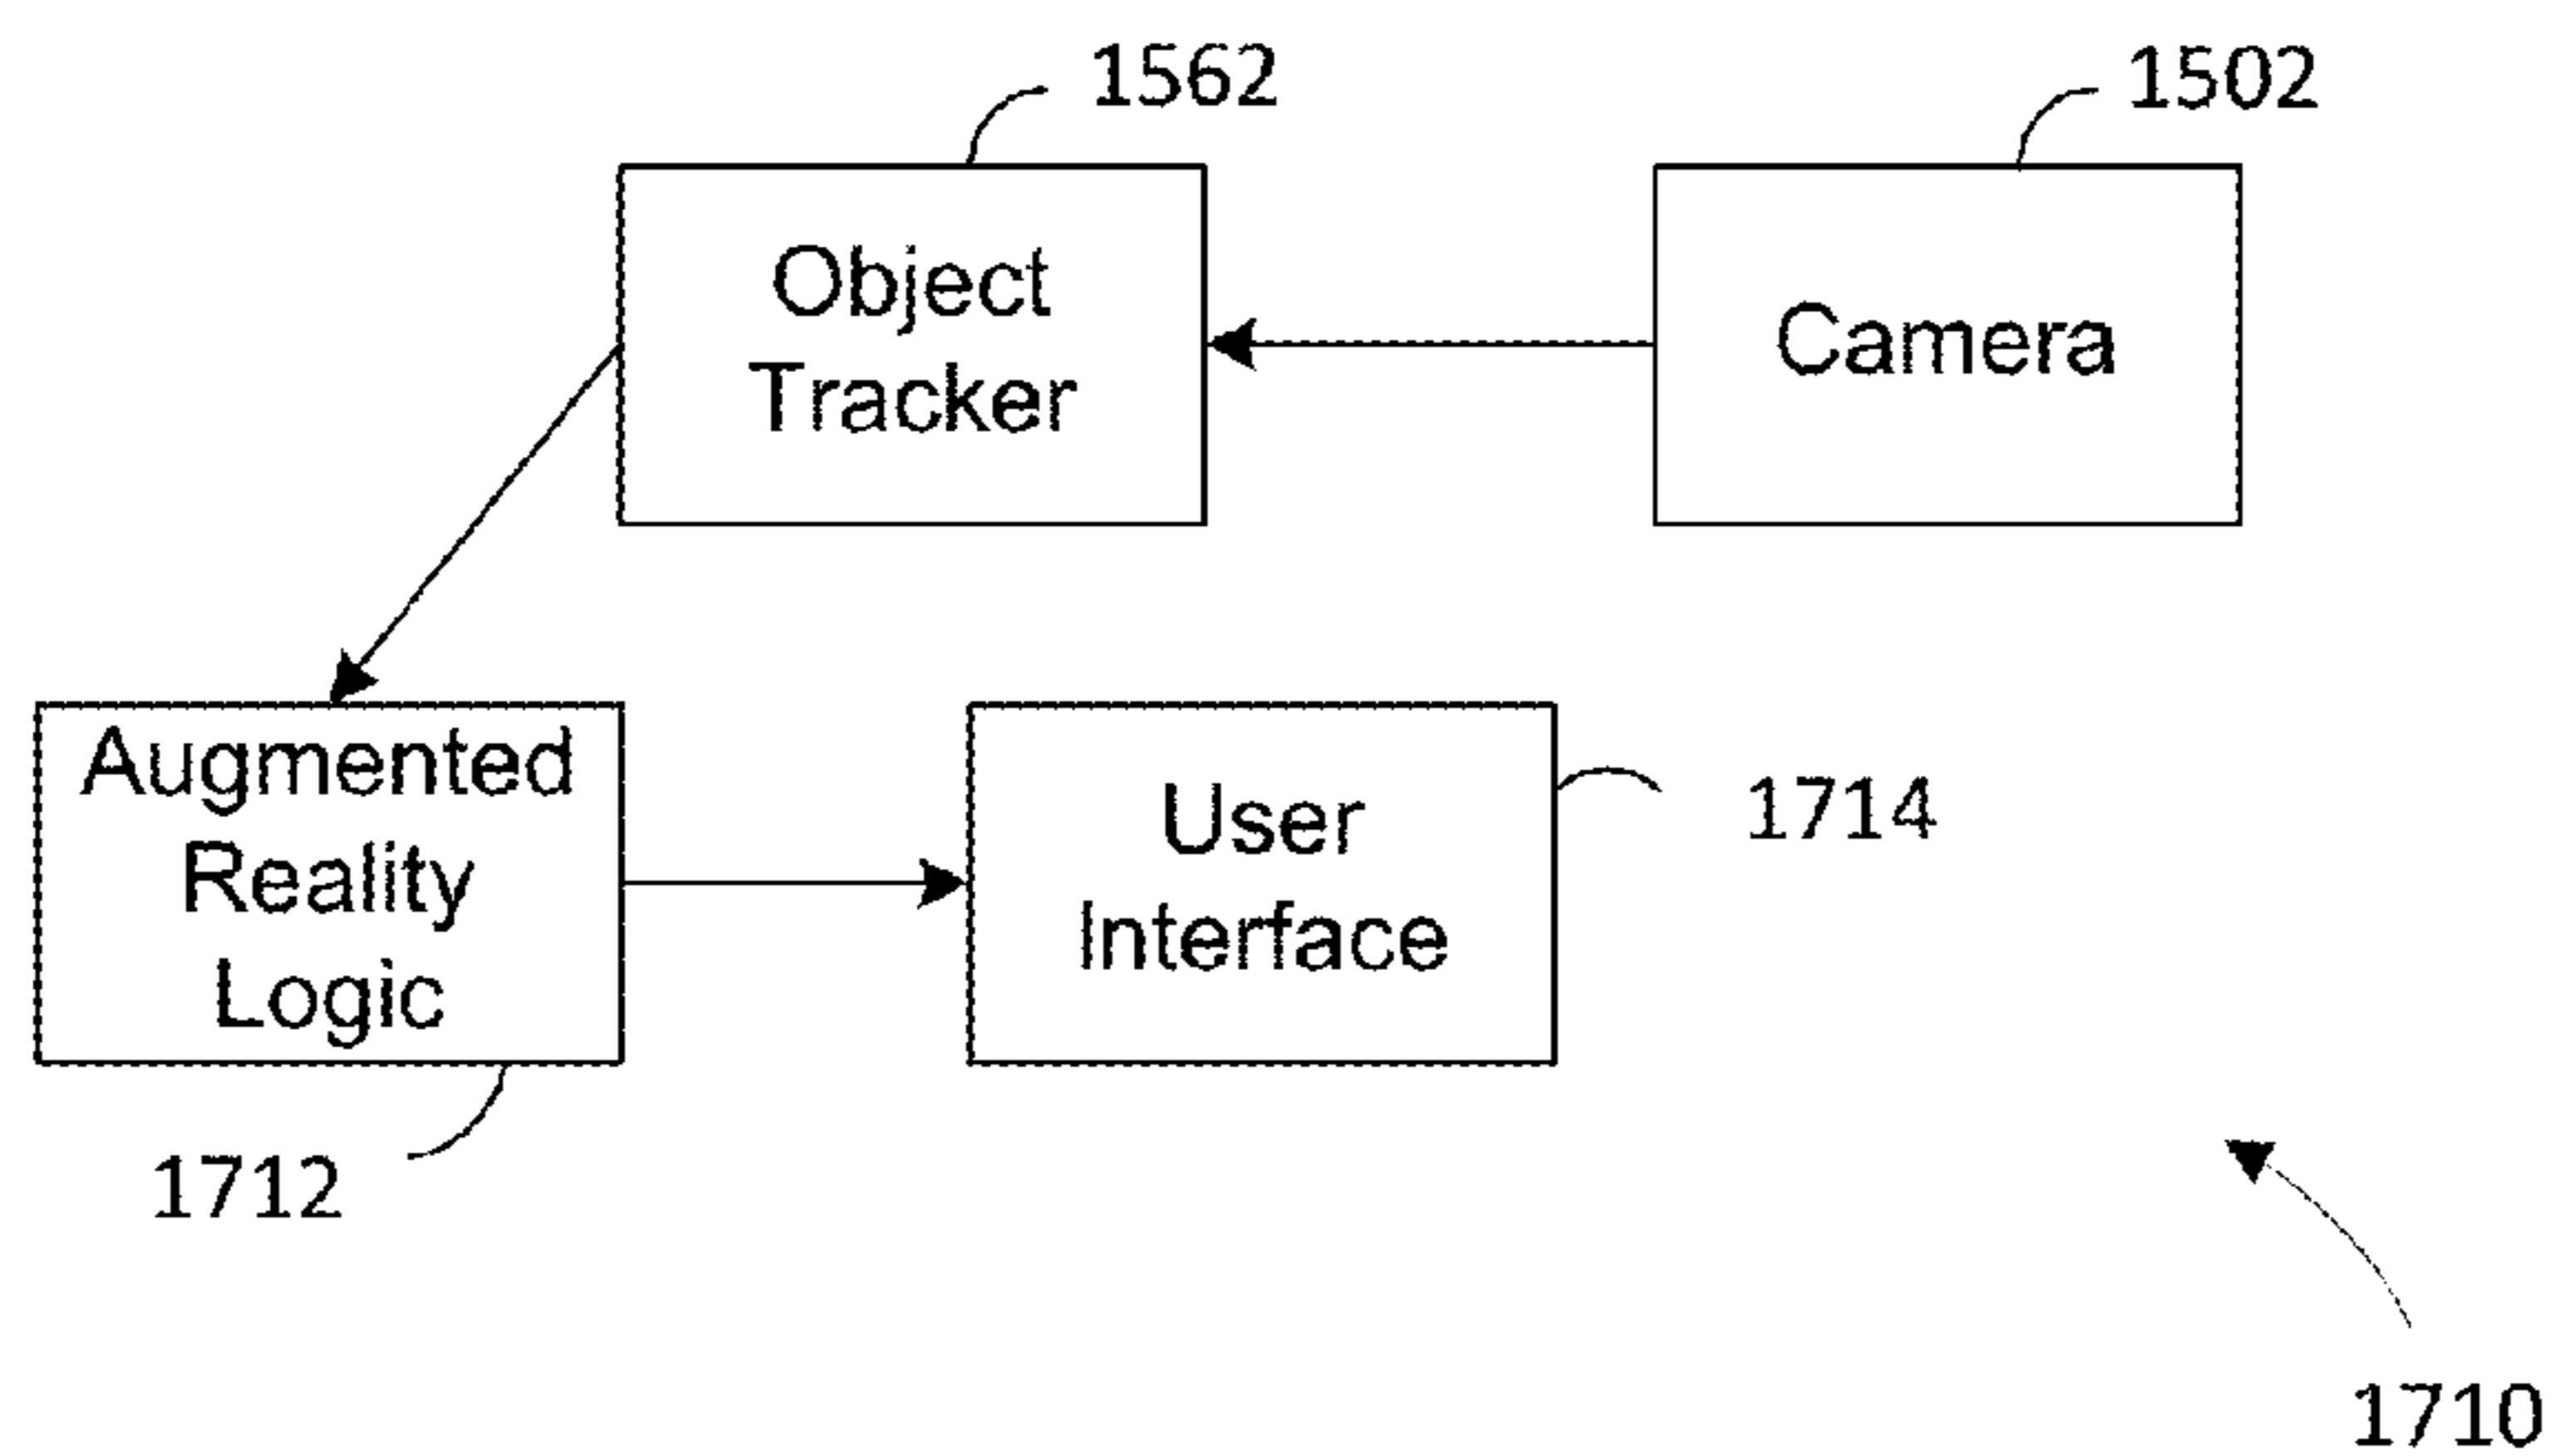 1562
1502
Object
Tracker
Camera
Augmented
Reality
Logic
User
Interface
1714
1712
1710